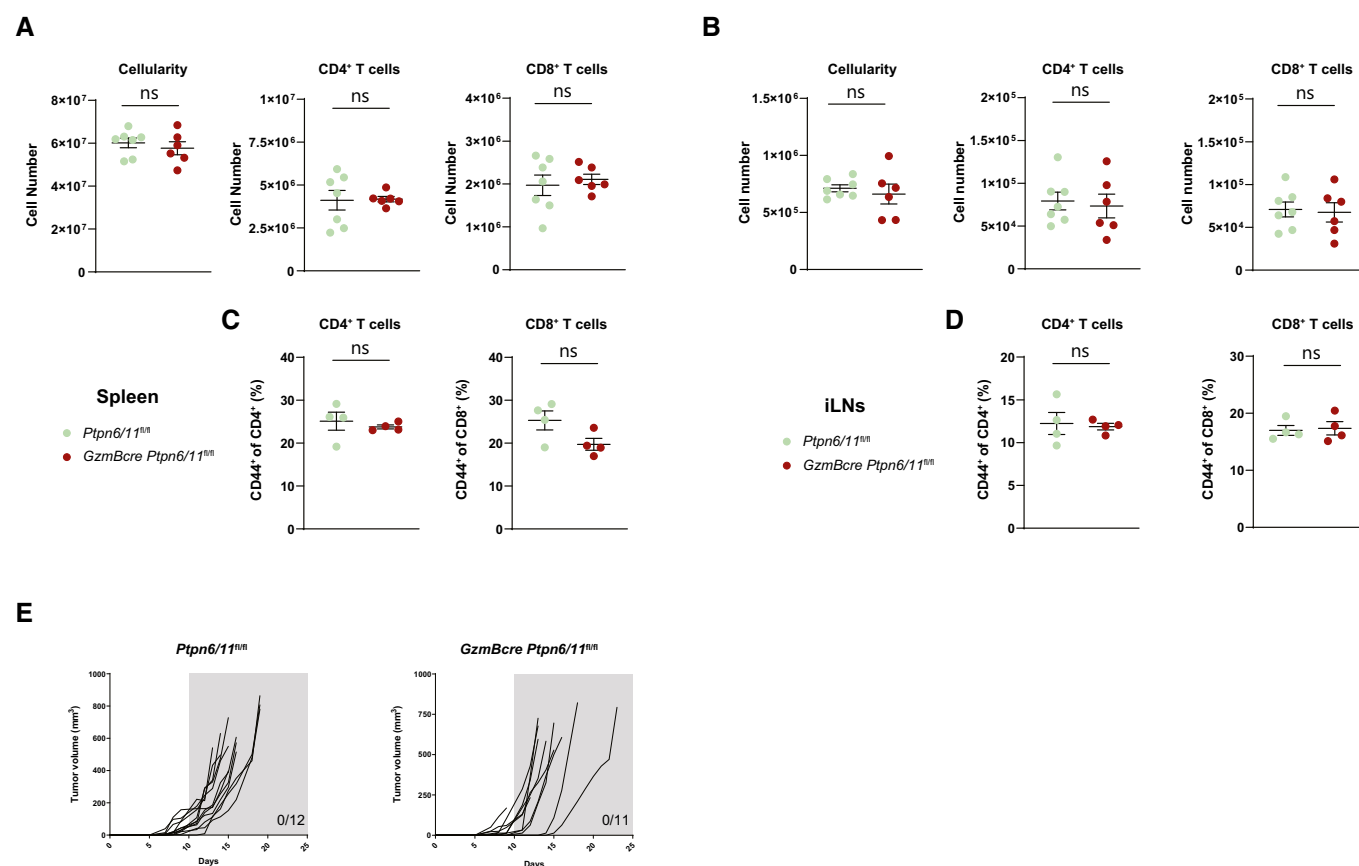 A
B
Cellularity
CD4⁺ T cells
CD8⁺ T cells
Cellularity
CD4⁺ T cells
CD8⁺ T cells
ns
ns
ns
ns
ns
ns
Cell Number
8×10⁷
6×10⁷
4×10⁷
2×10⁷
0
Cell Number
1×10⁷
7.5×10⁶
5×10⁶
2.5×10⁶
0
Cell Number
4×10⁶
3×10⁶
2×10⁶
1×10⁶
0
Cell number
1.5×10⁶
1×10⁶
5×10⁵
0
Cell number
2×10⁵
1.5×10⁵
1×10⁵
5×10⁴
0
Cell number
2×10⁵
1.5×10⁵
1×10⁵
5×10⁴
0
C
CD4⁺ T cells
CD8⁺ T cells
D
CD4⁺ T cells
CD8⁺ T cells
ns
ns
ns
ns
Spleen
Ptpn6/11ᶠˡ/ᶠˡ
GzmBcre Ptpn6/11ᶠˡ/ᶠˡ
CD44⁺ of CD4⁺ (%)
40
30
20
10
0
CD44⁺ of CD8⁺ (%)
40
30
20
10
0
iLNs
Ptpn6/11ᶠˡ/ᶠˡ
GzmBcre Ptpn6/11ᶠˡ/ᶠˡ
CD44⁺ of CD4⁺ (%)
20
15
10
5
0
CD44⁺ of CD8⁺ (%)
30
20
10
0
E
Ptpn6/11ᶠˡ/ᶠˡ
GzmBcre Ptpn6/11ᶠˡ/ᶠˡ
Tumor volume (mm³)
1000
800
600
400
200
0
0/12
0 5 10 15 20 25
Days
Tumor volume (mm³)
1000
750
500
250
0
0/11
0 5 10 15 20 25
Days